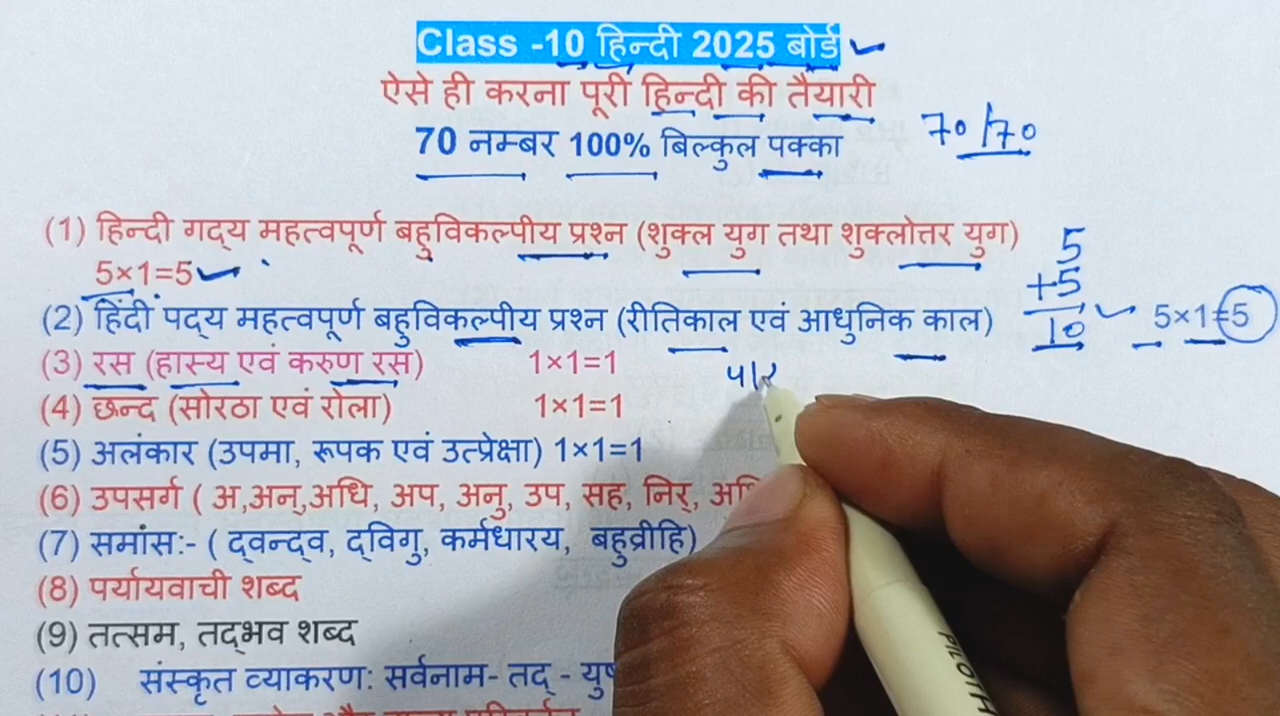 Class -10 हिन्दी 2025 बोर्ड
ऐसे ही करना पूरी हिन्दी की तैयारी
70 नम्बर 100% बिल्कुल पक्का
70/70
(1) हिन्दी गद्य महत्वपूर्ण बहुविकल्पीय प्रश्न (शुक्ल युग तथा शुक्लोत्तर युग)
5×1=5
5
+5
10
(2) हिंदी पद्य महत्वपूर्ण बहुविकल्पीय प्रश्न (रीतिकाल एवं आधुनिक काल) 5×1=5
(3) रस (हास्य एवं करुण रस) 1×1=1
(4) छन्द (सोरठा एवं रोला) 1×1=1
(5) अलंकार (उपमा, रूपक एवं उत्प्रेक्षा) 1×1=1
(6) उपसर्ग ( अ,अन्,अधि, अप, अनु, उप, सह, निर्,
(7) समांस:- ( द्वन्द्व, द्विगु, कर्मधारय, बहुव्रीहि)
(8) पर्यायवाची शब्द
(9) तत्सम, तद्भव शब्द
(10) संस्कृत व्याकरण: सर्वनाम- तद् -
PILOT